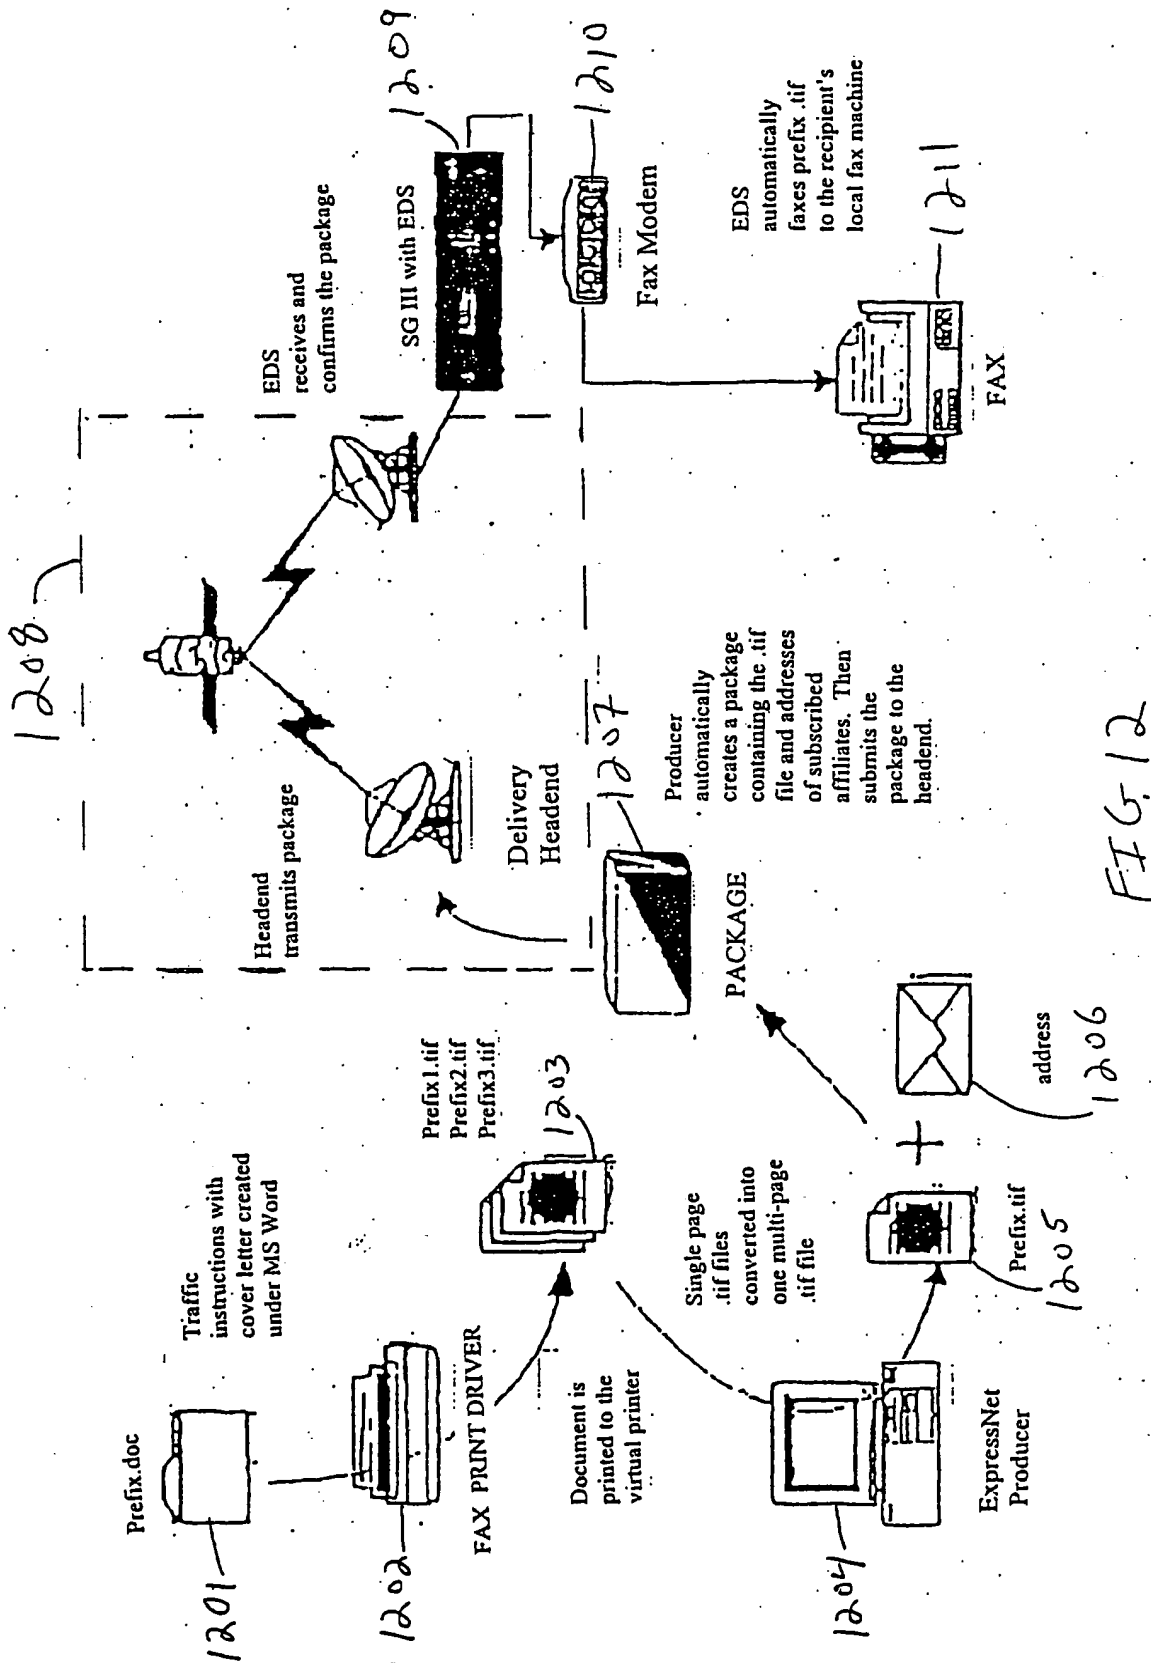 1208
1209
Headend
transmits package
EDS
receives and
confirms the package
SG III with EDS
Delivery
Headend
1210
Fax Modem
Prefix.doc
1201
Traffic
instructions with
cover letter created
under MS Word
1202
FAX PRINT DRIVER
Prefix1.tif
Prefix2.tif
Prefix3.tif
1203
Document is
printed to the
virtual printer
1207
PACKAGE
Producer
automatically
creates a package
containing the .tif
file and addresses
of subscribed
affiliates. Then
submits the
package to the
headend.
EDS
automatically
faxes prefix .tif
to the recipient's
local fax machine
1211
FAX
Single page
.tif files
converted into
one multi-page
.tif file
1204
ExpressNet
Producer
Prefix.tif
1205
+
address
1206
FIG 12